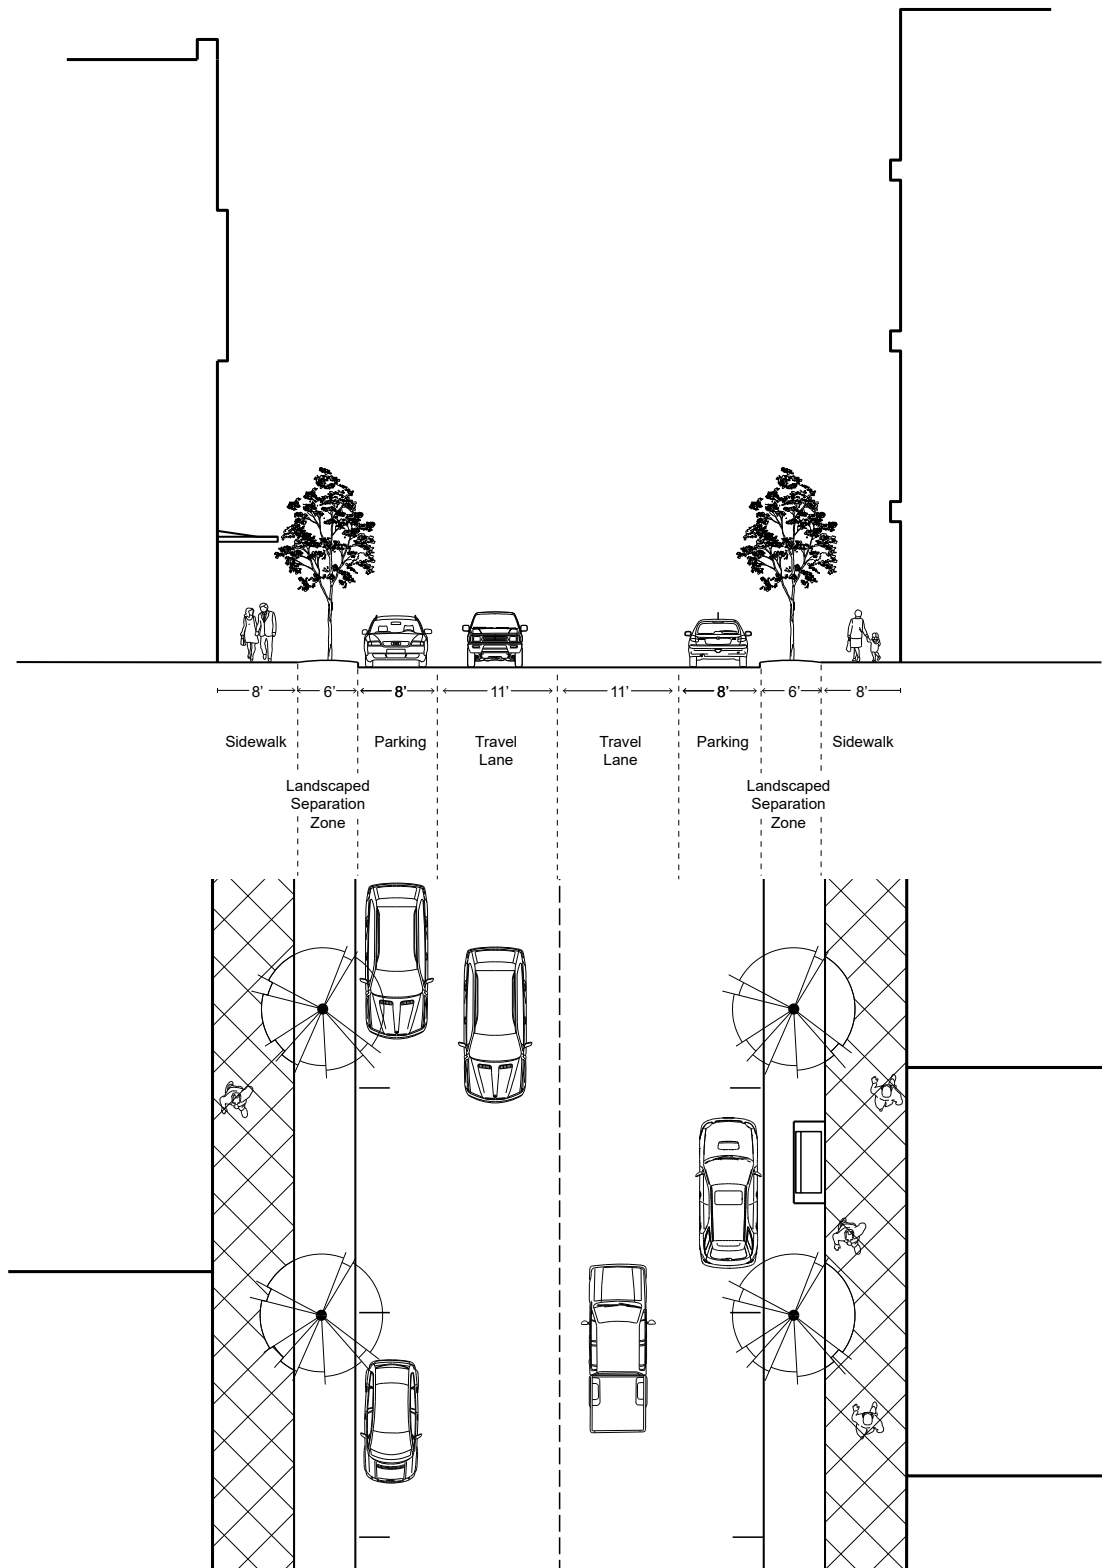 8’ 6’ 8’ 11’ 11’ 8’ 6’ 8’
Sidewalk Parking Travel Travel Parking Sidewalk
Lane Lane
Landscaped Landscaped
Separation Separation
Zone Zone